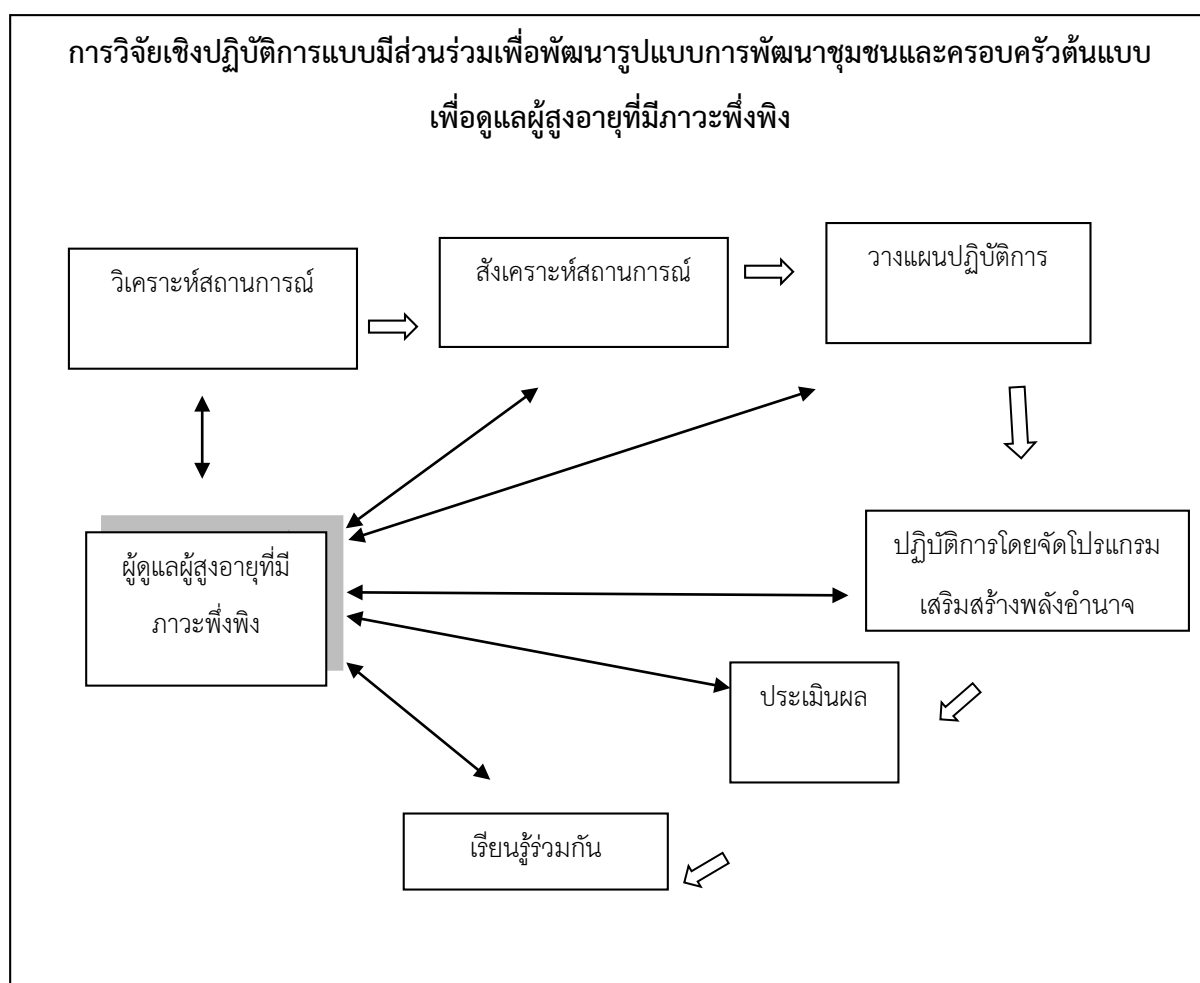 การวิจัยเชิงปฏิบัติการแบบมีส่วนร่วมเพื่อพัฒนารูปแบบการพัฒนาชุมชนและครอบครัวต้นแบบ
เพื่อดูแลผู้สูงอายุที่มีภาวะพึ่งพิง
วิเคราะห์สถานการณ์
สังเคราะห์สถานการณ์
วางแผนปฏิบัติการ
ผู้ดูแลผู้สูงอายุที่มี
ภาวะพึ่งพิง
ปฏิบัติการโดยจัดโปรแกรม
เสริมสร้างพลังอำนาจ
ประเมินผล
เรียนรู้ร่วมกัน